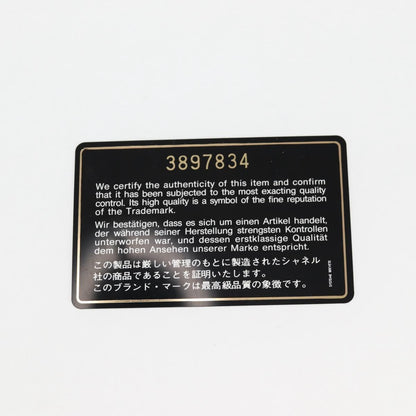 3897834
We certify the authenticity of this item and confirm
that it has been subjected to the most exacting quality
control. Its high quality is a symbol of the fine reputation
of the Trademark.
Wir bestätigen, dass es sich um einen Artikel handelt,
der während seiner Herstellung strengsten Kontrollen
unterworfen war, und dessen erstklassige Qualität
dem hohen Ansehen unserer Marke entspricht.
この製品は厳しい管理のもとに製造されたシャネル
社の商品であることを証明いたします。
このブランド・マークは最高級品質の象徴です。